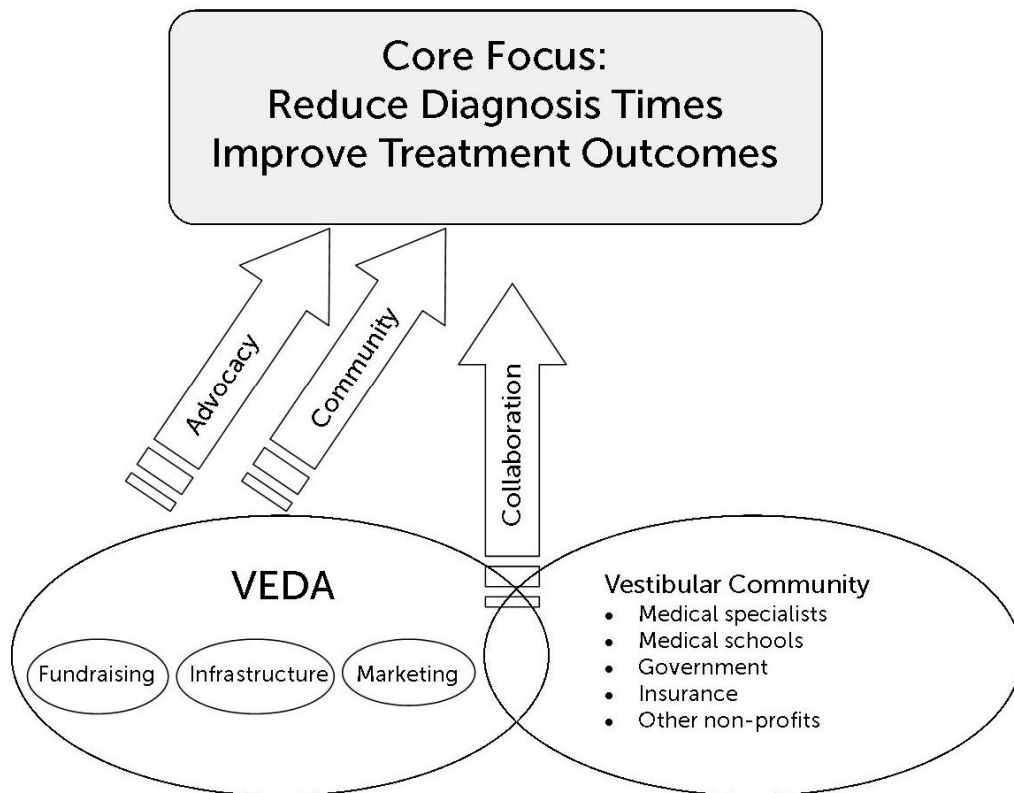 Core Focus:
Reduce Diagnosis Times
Improve Treatment Outcomes
Advocacy
Community
Collaboration
VEDA
Fundraising
Infrastructure
Marketing
Vestibular Community
• Medical specialists
• Medical schools
• Government
• Insurance
• Other non-profits